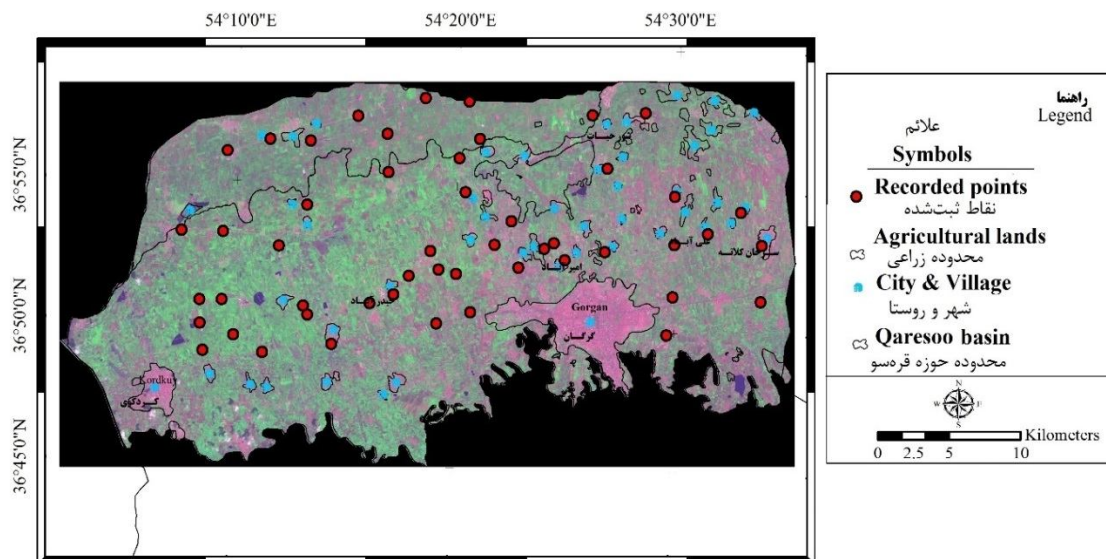 54°10'0"E
54°20'0"E
54°30'0"E
36°55'0"N
36°50'0"N
36°45'0"N
Gorgan
گرگان
Kordkuy
کردکوی
راهنما
Legend
علائم
Symbols
Recorded points
نقاط ثبت‌شده
Agricultural lands
محدوده زراعی
City & Village
شهر و روستا
Qaresoo basin
محدوده حوزه قره‌سو
N
W
E
S
Kilometers
0 2.5 5 10